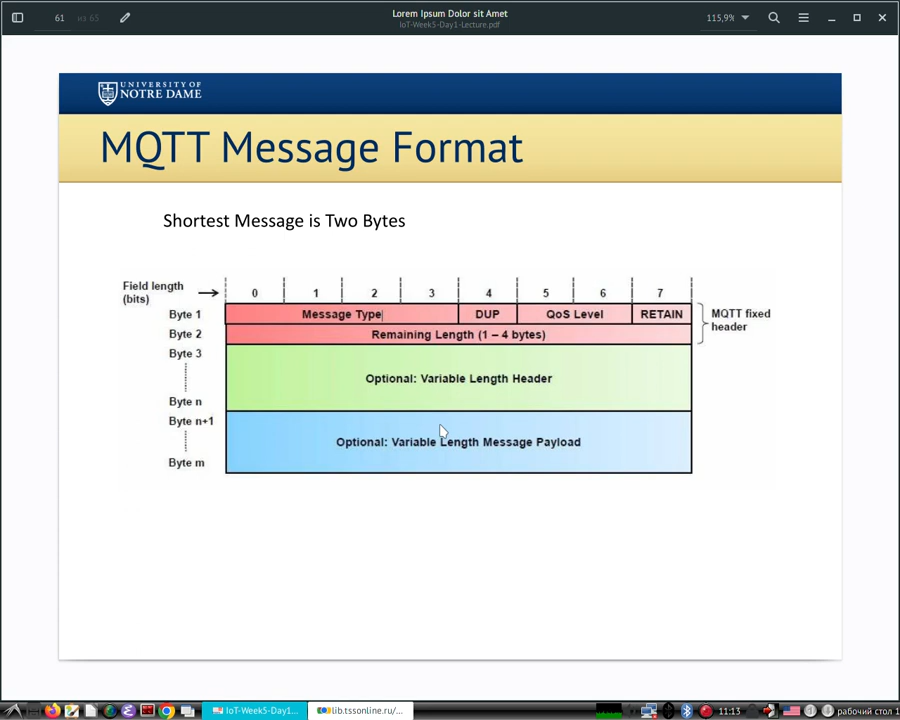 61 из 65
Lorem Ipsum Dolor sit Amet
IoT-Week5-Day1-Lecture.pdf
115,9%
UNIVERSITY OF
NOTRE DAME
MQTT Message Format
Shortest Message is Two Bytes
Field length
(bits)
0 1 2 3 4 5 6 7
Byte 1 Message Type DUP QoS Level RETAIN
MQTT fixed
header
Byte 2 Remaining Length (1 – 4 bytes)
Byte 3
Optional: Variable Length Header
Byte n
Byte n+1
Optional: Variable Length Message Payload
Byte m
IoT-Week5-Day1...
lib.tssonline.ru/...
11:13
рабочий стол 1